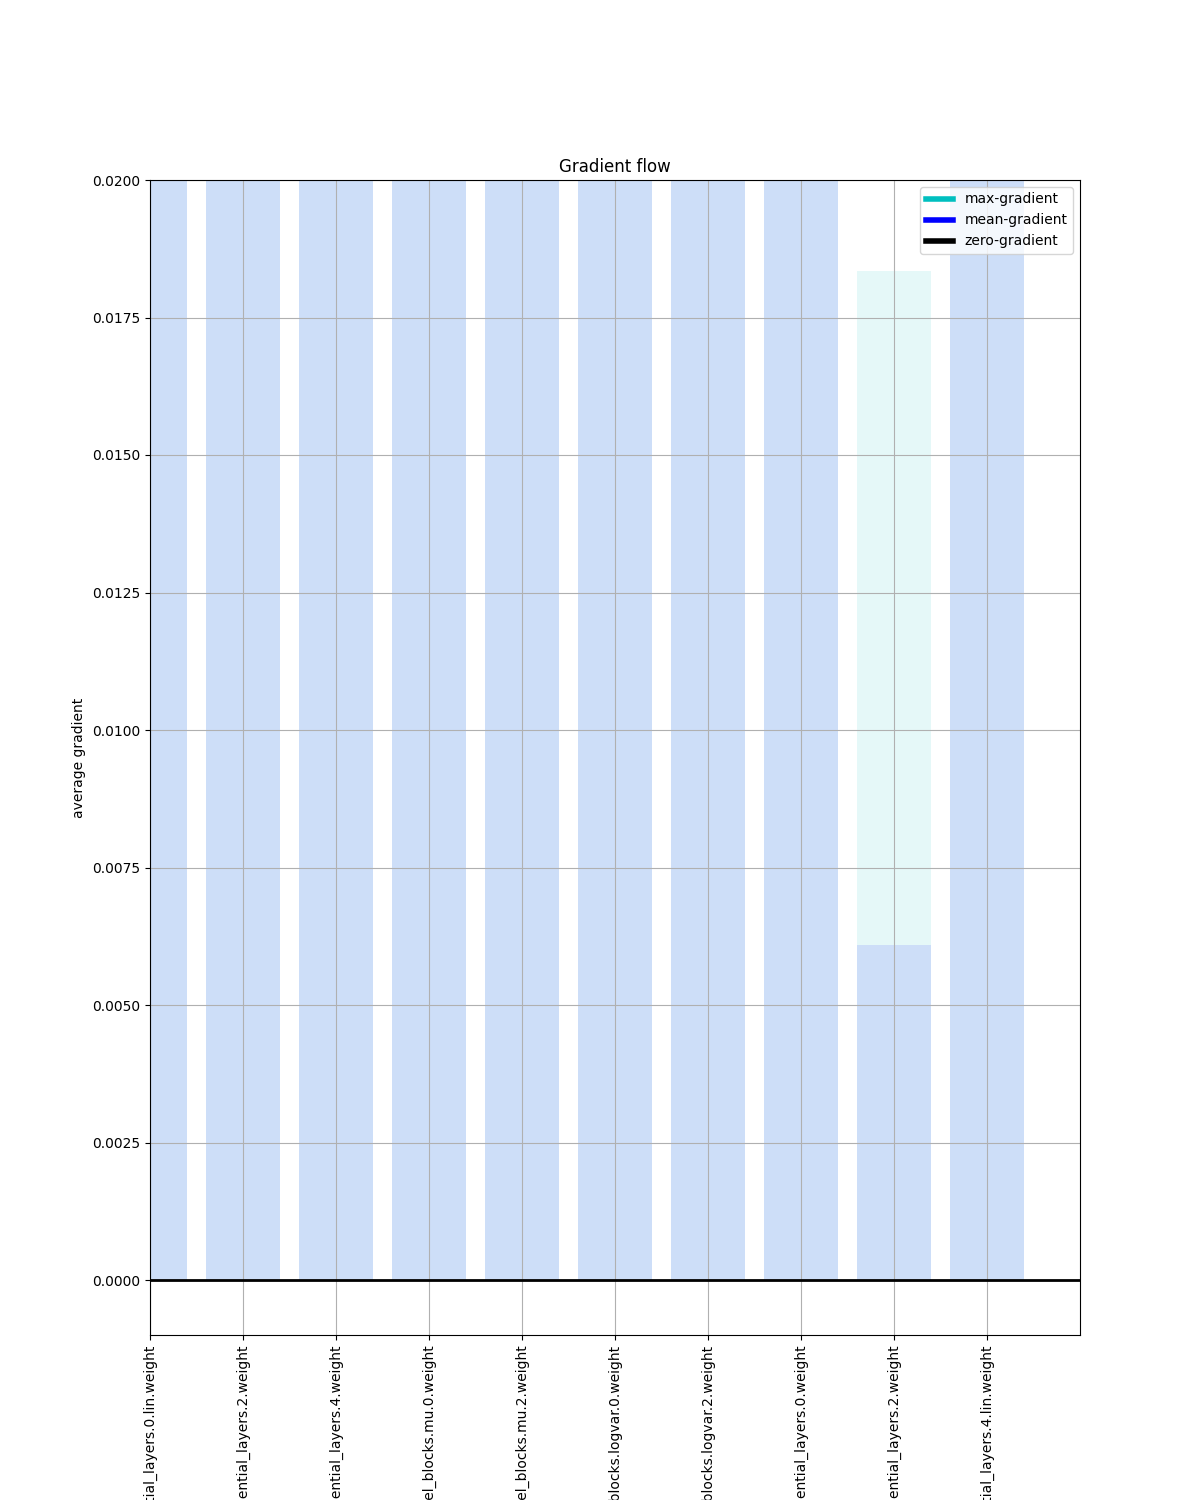 Gradient flow
max-gradient
mean-gradient
zero-gradient
0.0200
0.0175
0.0150
0.0125
0.0100
0.0075
0.0050
0.0025
0.0000
average gradient
tial_layers.0.lin.weight
ential_layers.2.weight
ential_layers.4.weight
el_blocks.mu.0.weight
el_blocks.mu.2.weight
blocks.logvar.0.weight
blocks.logvar.2.weight
ential_layers.0.weight
ential_layers.2.weight
tial_layers.4.lin.weight